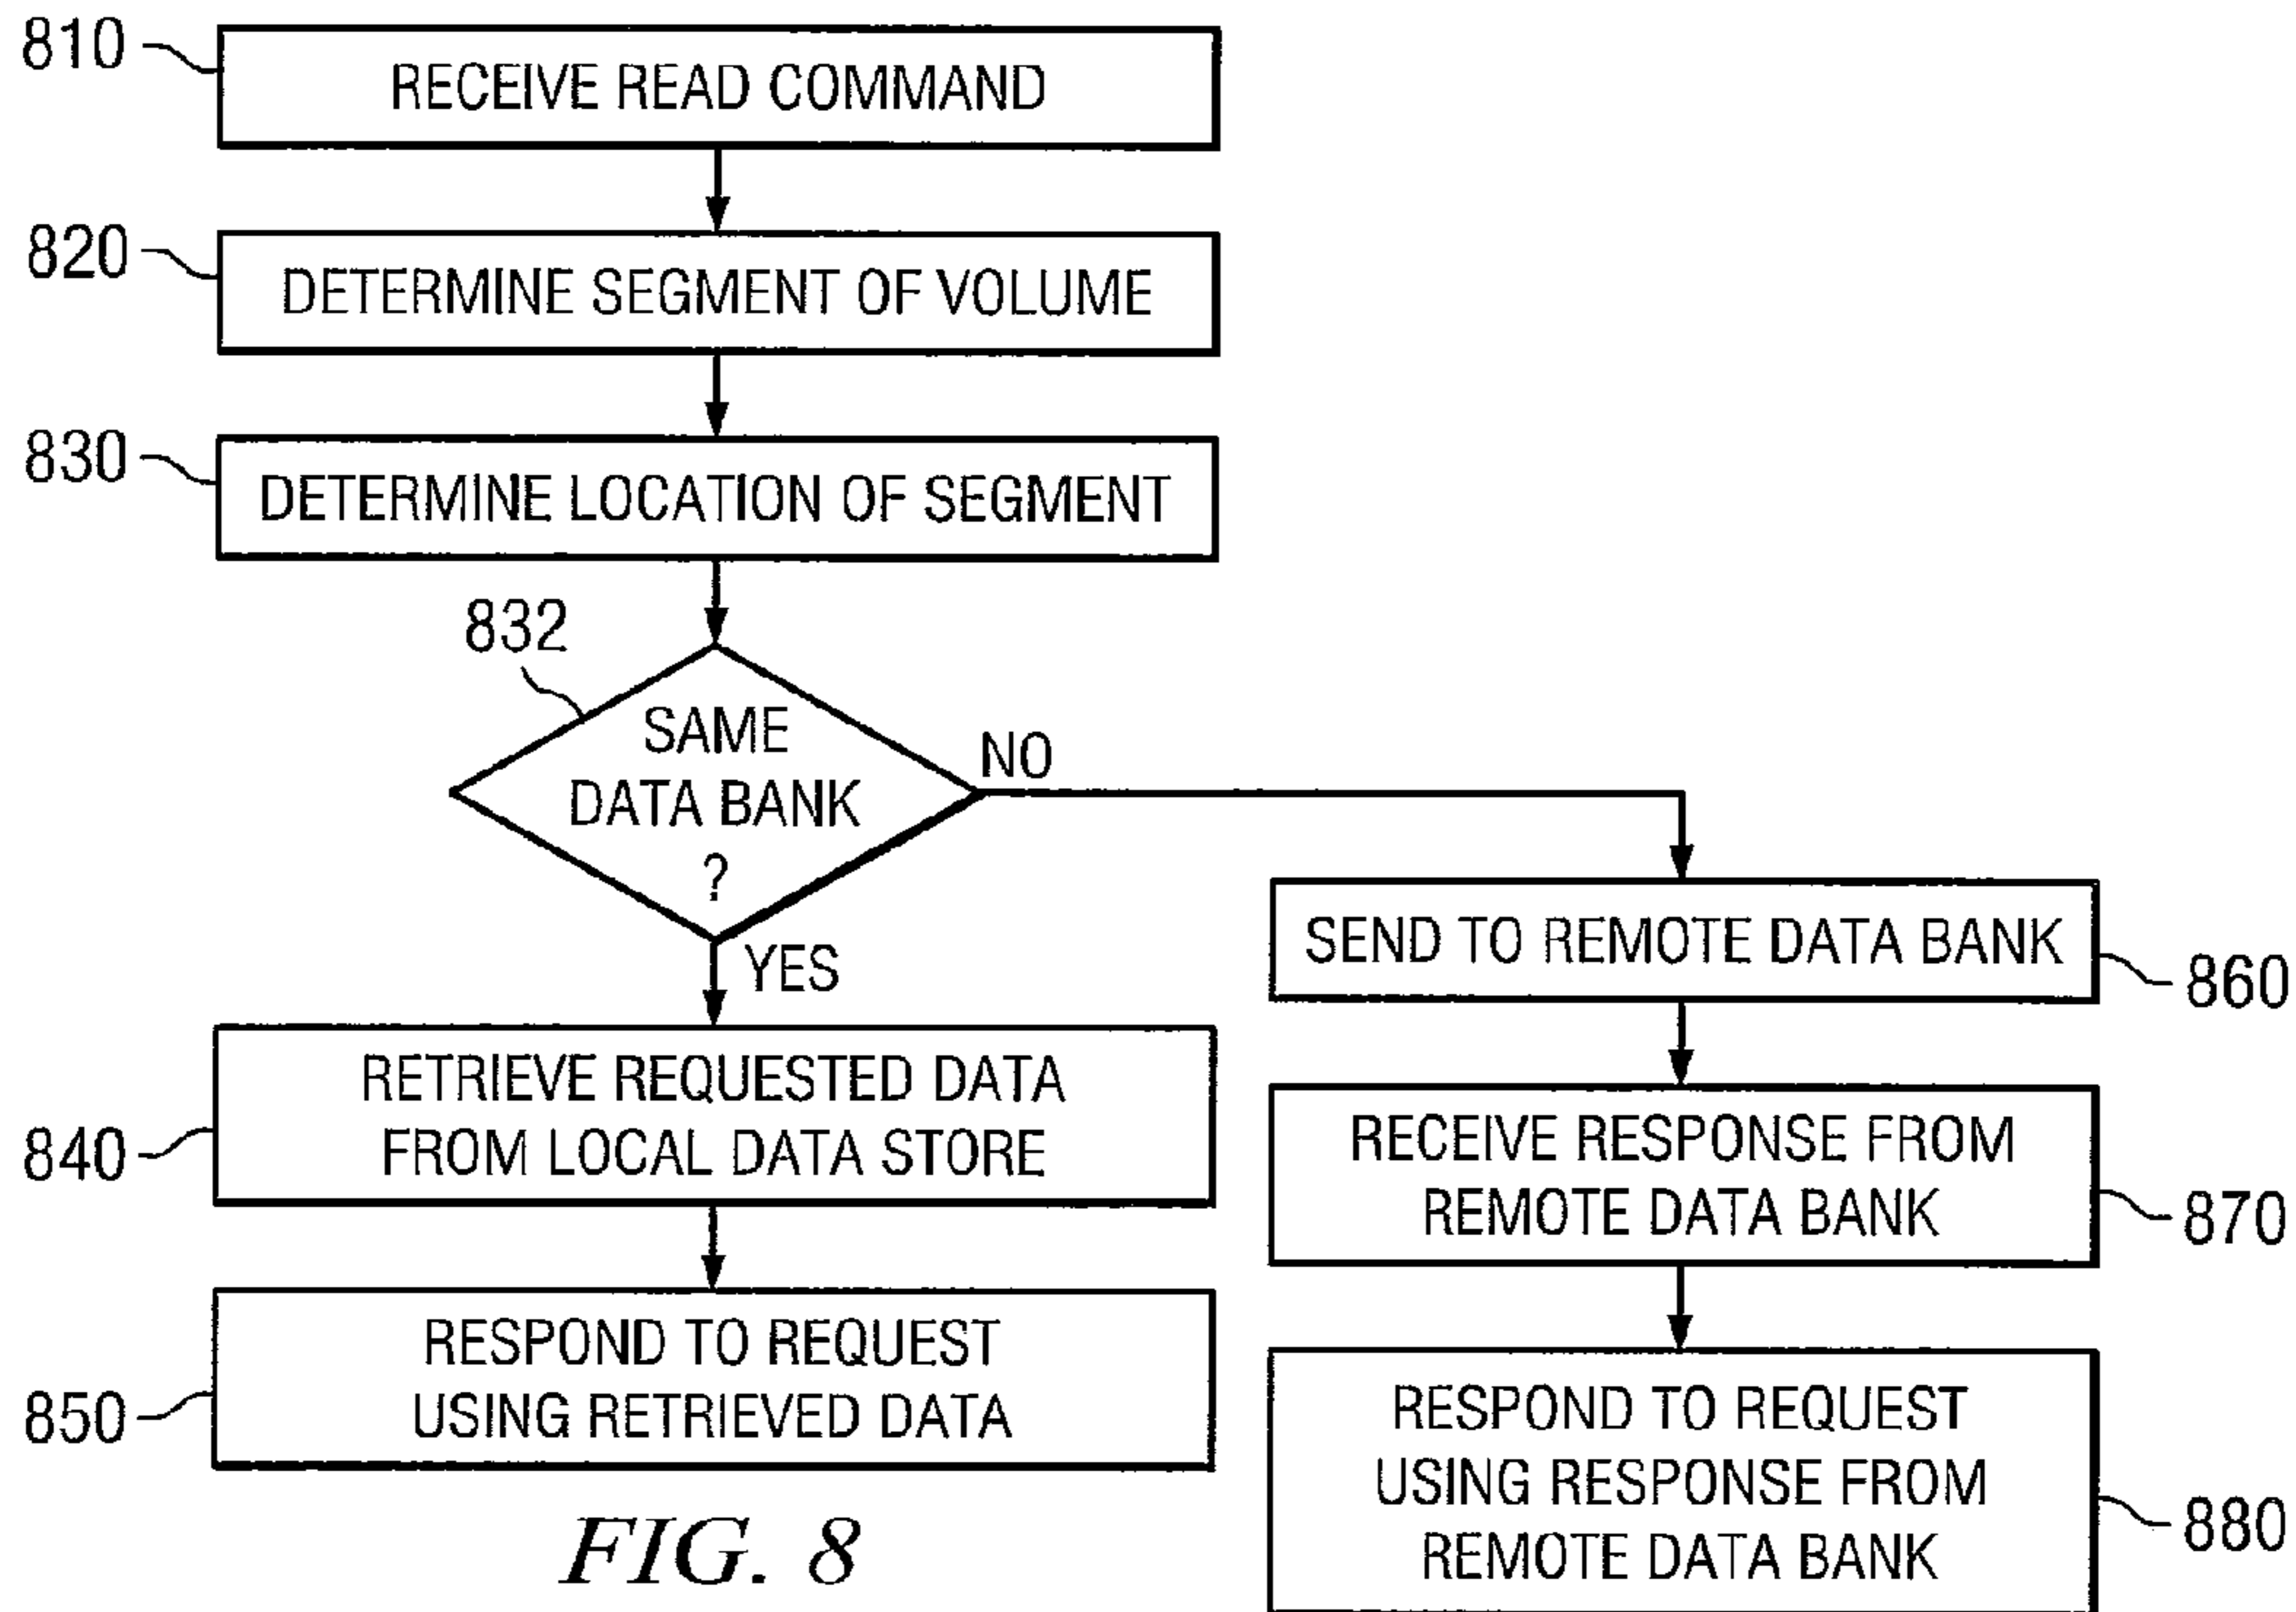 810
RECEIVE READ COMMAND
820
DETERMINE SEGMENT OF VOLUME
830
DETERMINE LOCATION OF SEGMENT
832
SAME
DATA BANK
?
NO
YES
840
RETRIEVE REQUESTED DATA
FROM LOCAL DATA STORE
850
RESPOND TO REQUEST
USING RETRIEVED DATA
SEND TO REMOTE DATA BANK
860
RECEIVE RESPONSE FROM
REMOTE DATA BANK
870
RESPOND TO REQUEST
USING RESPONSE FROM
REMOTE DATA BANK
880
FIG. 8